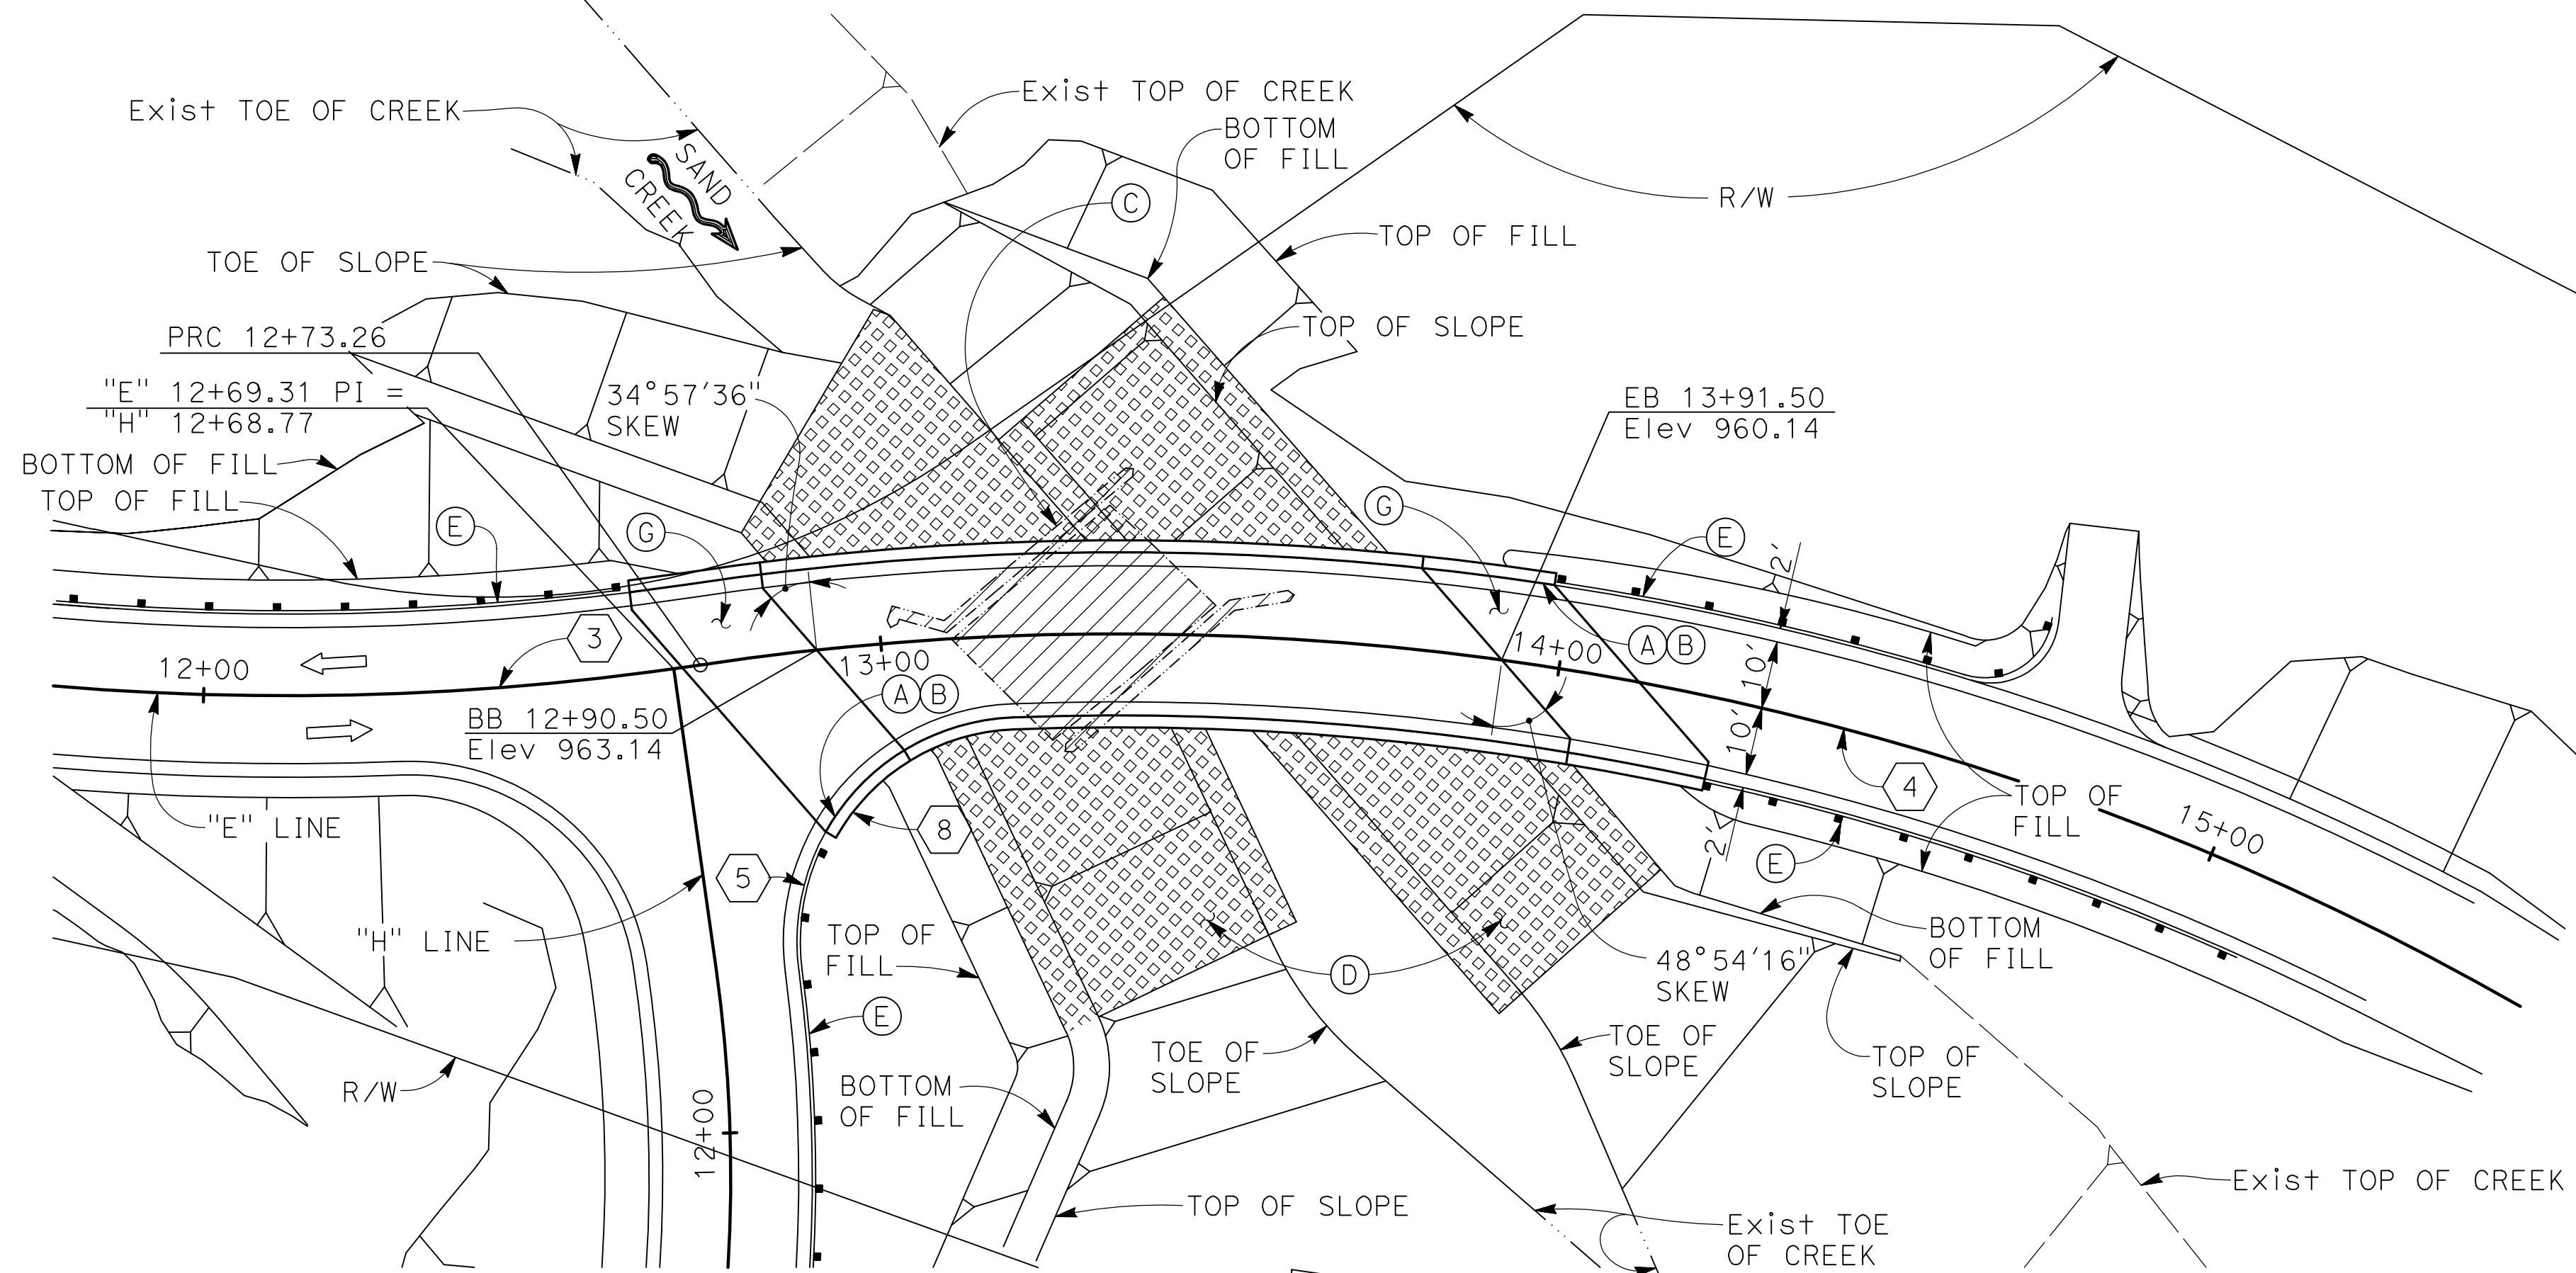 Exist TOE OF CREEK
Exist TOP OF CREEK
BOTTOM
OF FILL
SAND
CREEK
C
R/W
TOP OF FILL
TOE OF SLOPE
TOP OF SLOPE
PRC 12+73.26
"E" 12+69.31 PI =
"H" 12+68.77
34°57'36"
SKEW
EB 13+91.50
Elev 960.14
BOTTOM OF FILL
TOP OF FILL
E
G
G
E
2'
3
12+00
13+00
A B
14+00
A B
10'
10'
BB 12+90.50
Elev 963.14
"E" LINE
8
4
TOP OF
FILL
15+00
2'
E
5
"H" LINE
TOP OF
FILL
D
48°54'16"
SKEW
BOTTOM
OF FILL
E
TOE OF
SLOPE
TOE OF
SLOPE
TOP OF
SLOPE
R/W
BOTTOM
OF FILL
12+00
TOP OF SLOPE
Exist TOP OF CREEK
Exist TOE
OF CREEK